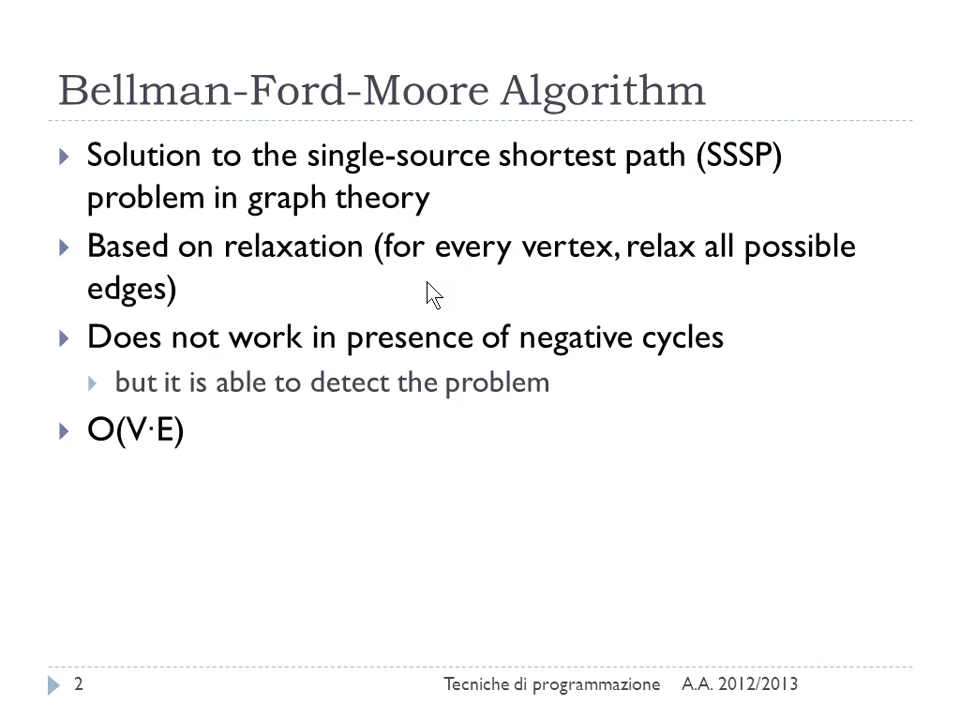 Bellman-Ford-Moore Algorithm
Solution to the single-source shortest path (SSSP)
problem in graph theory
Based on relaxation (for every vertex, relax all possible
edges)
Does not work in presence of negative cycles
but it is able to detect the problem
O(V·E)
2 Tecniche di programmazione A.A. 2012/2013